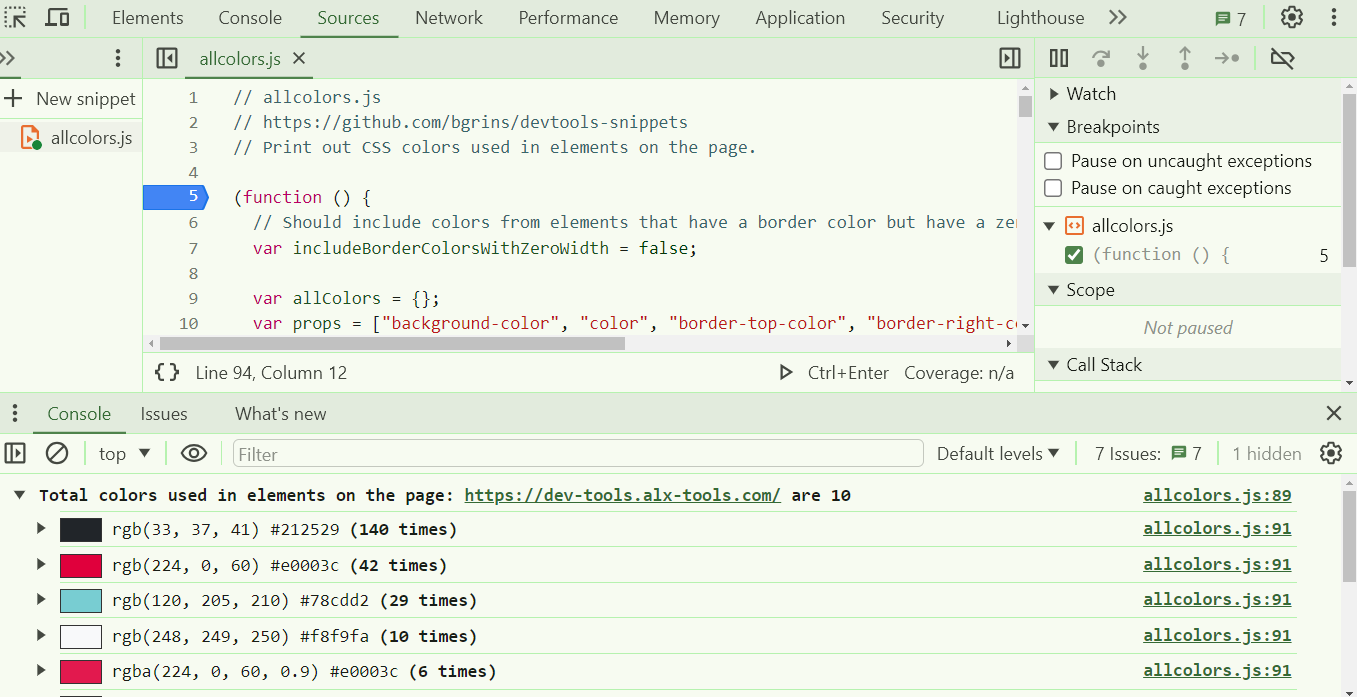 Elements Console Sources Network Performance Memory Application Security Lighthouse 7
allcolors.js
New snippet
allcolors.js
1 // allcolors.js
2 // https://github.com/bgrins/devtools-snippets
3 // Print out CSS colors used in elements on the page.
4
5 (function () {
6 // Should include colors from elements that have a border color but have a
7 var includeBorderColorsWithZeroWidth = false;
8
9 var allColors = {};
10 var props = ["background-color", "color", "border-top-color", "border-right-c
{} Line 94, Column 12 Ctrl+Enter Coverage: n/a
Watch
Breakpoints
Pause on uncaught exceptions
Pause on caught exceptions
allcolors.js
(function () { 5
Scope
Not paused
Call Stack
Console Issues What's new
top Filter Default levels 7 Issues: 7 1 hidden
Total colors used in elements on the page: https://dev-tools.alx-tools.com/ are 10 allcolors.js:89
rgb(33, 37, 41) #212529 (140 times) allcolors.js:91
rgb(224, 0, 60) #e0003c (42 times) allcolors.js:91
rgb(120, 205, 210) #78cdd2 (29 times) allcolors.js:91
rgb(248, 249, 250) #f8f9fa (10 times) allcolors.js:91
rgba(224, 0, 60, 0.9) #e0003c (6 times) allcolors.js:91